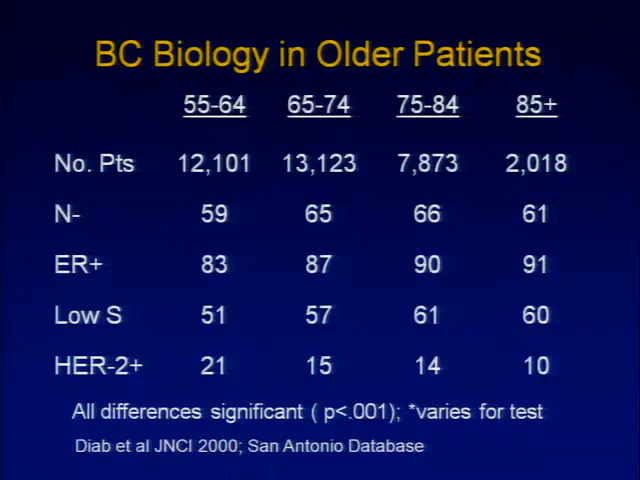 BC Biology in Older Patients
55-64 65-74 75-84 85+
No. Pts 12,101 13,123 7,873 2,018
N- 59 65 66 61
ER+ 83 87 90 91
Low S 51 57 61 60
HER-2+ 21 15 14 10
All differences significant ( p<.001); *varies for test
Diab et al JNCI 2000; San Antonio Database